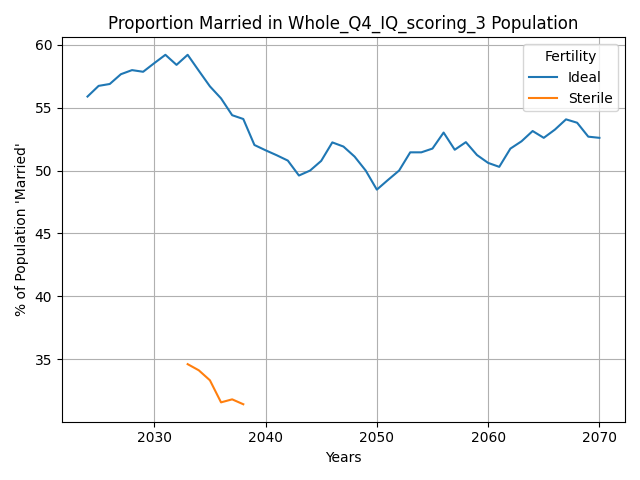 Proportion Married in Whole_Q4_IQ_scoring_3 Population
% of Population 'Married'
60
55
50
45
40
35
Fertility
Ideal
Sterile
2030
2040
2050
2060
2070
Years